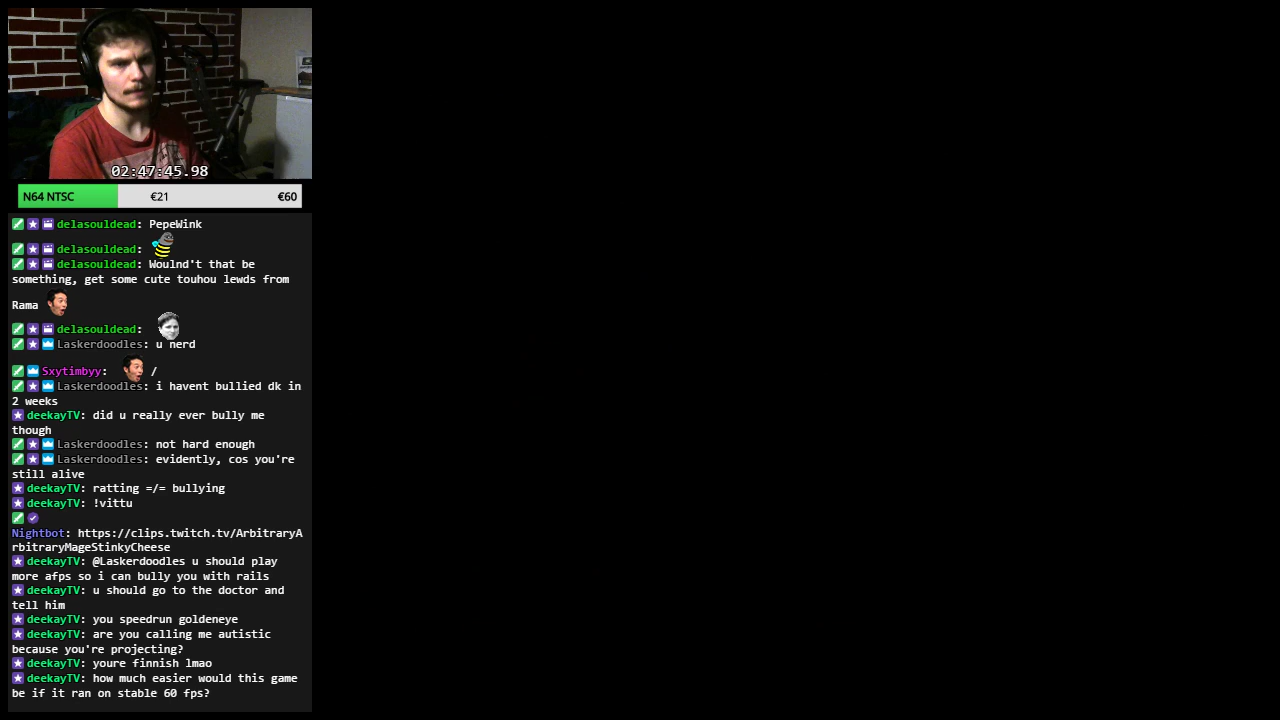 02:47:45.98
N64 NTSC €21 €60
delasouldead: PepeWink
delasouldead:
delasouldead: Woulnd't that be
something, get some cute touhou lewds from
Rama
delasouldead:
Laskerdoodles: u nerd
Sxytimbyy: /
Laskerdoodles: i havent bullied dk in
2 weeks
deekayTV: did u really ever bully me
though
Laskerdoodles: not hard enough
Laskerdoodles: evidently, cos you're
still alive
deekayTV: ratting =/= bullying
deekayTV: !vittu
Nightbot: https://clips.twitch.tv/ArbitraryA
rbitraryMageStinkyCheese
deekayTV: @Laskerdoodles u should play
more afps so i can bully you with rails
deekayTV: u should go to the doctor and
tell him
deekayTV: you speedrun goldeneye
deekayTV: are you calling me autistic
because you're projecting?
deekayTV: youre finnish lmao
deekayTV: how much easier would this game
be if it ran on stable 60 fps?